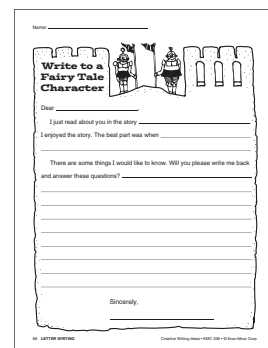 Name:
Write to a
Fairy Tale
Character
Dear ,
I just read about you in the story
I enjoyed the story. The best part was when
There are some things I would like to know. Will you please write me back
and answer these questions?
Sincerely,
66 LETTER WRITING Creative Writing Ideas • EMC 206 • © Evan-Moor Corp.